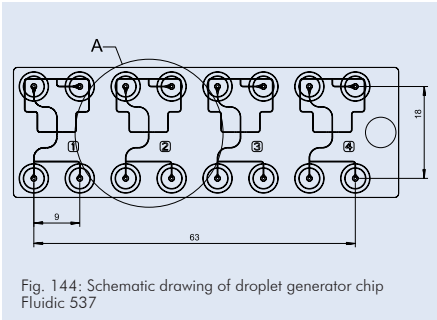 A
1 2 3 4
18
9
63
Fig. 144: Schematic drawing of droplet generator chip
Fluidic 537